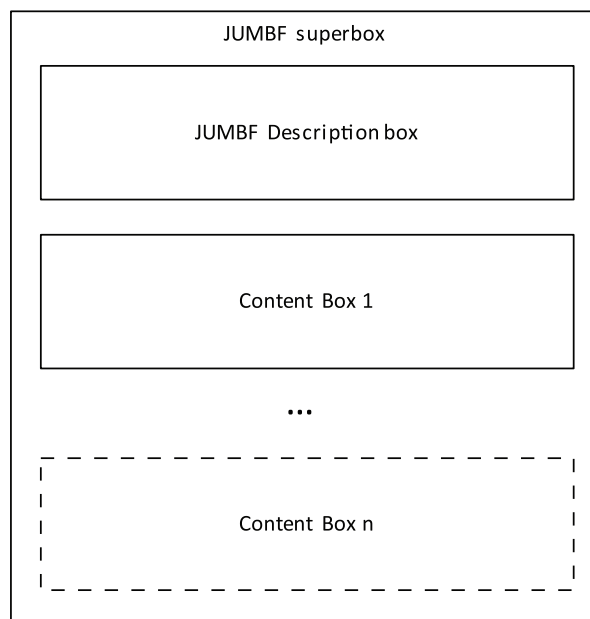 JUMBF superbox
JUMBF Description box
Content Box 1
...
Content Box n